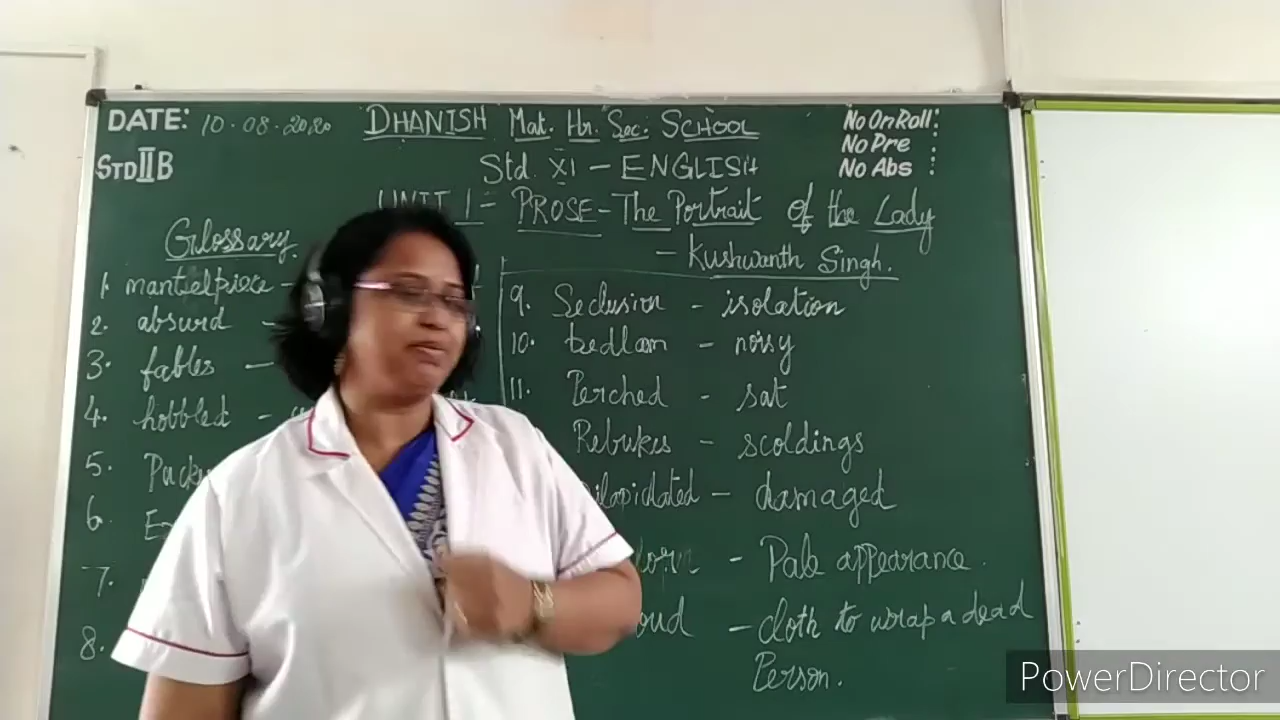 DATE: 10.08.2020 DHANISH Mat. Hr. Sec. SCHOOL No On Roll:
No Pre :
STD II B Std. XI - ENGLISH No Abs :
UNIT 1 - PROSE - The Portrait of the Lady
Glossary. - Kushwanth Singh.
1. mantielpiece - 9. Seclusion - isolation
2. absurd - 10. bedlam - noisy
3. fables - 11. Perched - sat
4. hobbled - Rebukes - scoldings
5. - damaged
6.
7. - Pale appearance.
8. - cloth to wrap a dead
Person.
PowerDirector